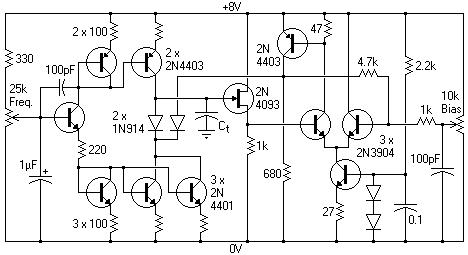 +8V
330
2 x 100
2 x
2N4403
2N
4403
47
100pF
25k
Freq.
4.7k
2.2k
2N
4093
10k
Bias
2 x
1N914
Ct
1k
3 x
2N3904
220
1k
680
100pF
1µF
+
3 x
2N
4401
3 x 100
27
0.1
0V